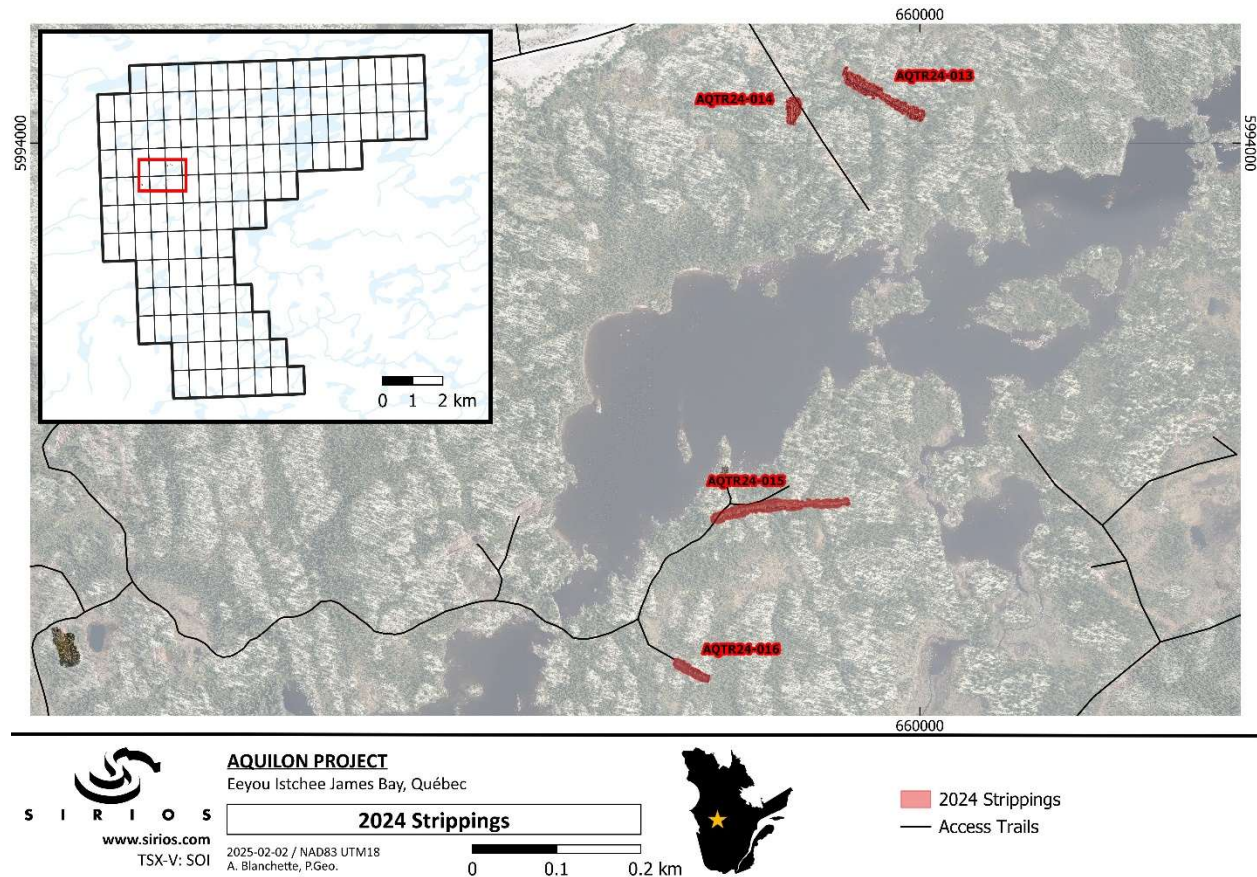 660000
AQTR24-013
AQTR24-014
5994000
5994000
0 1 2 km
AQTR24-015
AQTR24-016
660000
SIRIOS
www.sirios.com
TSX-V: SOI
AQUILON PROJECT
Eeyou Istchee James Bay, Québec
2024 Strippings
2025-02-02 / NAD83 UTM18
A. Blanchette, P.Geo.
0 0.1 0.2 km
2024 Strippings
Access Trails